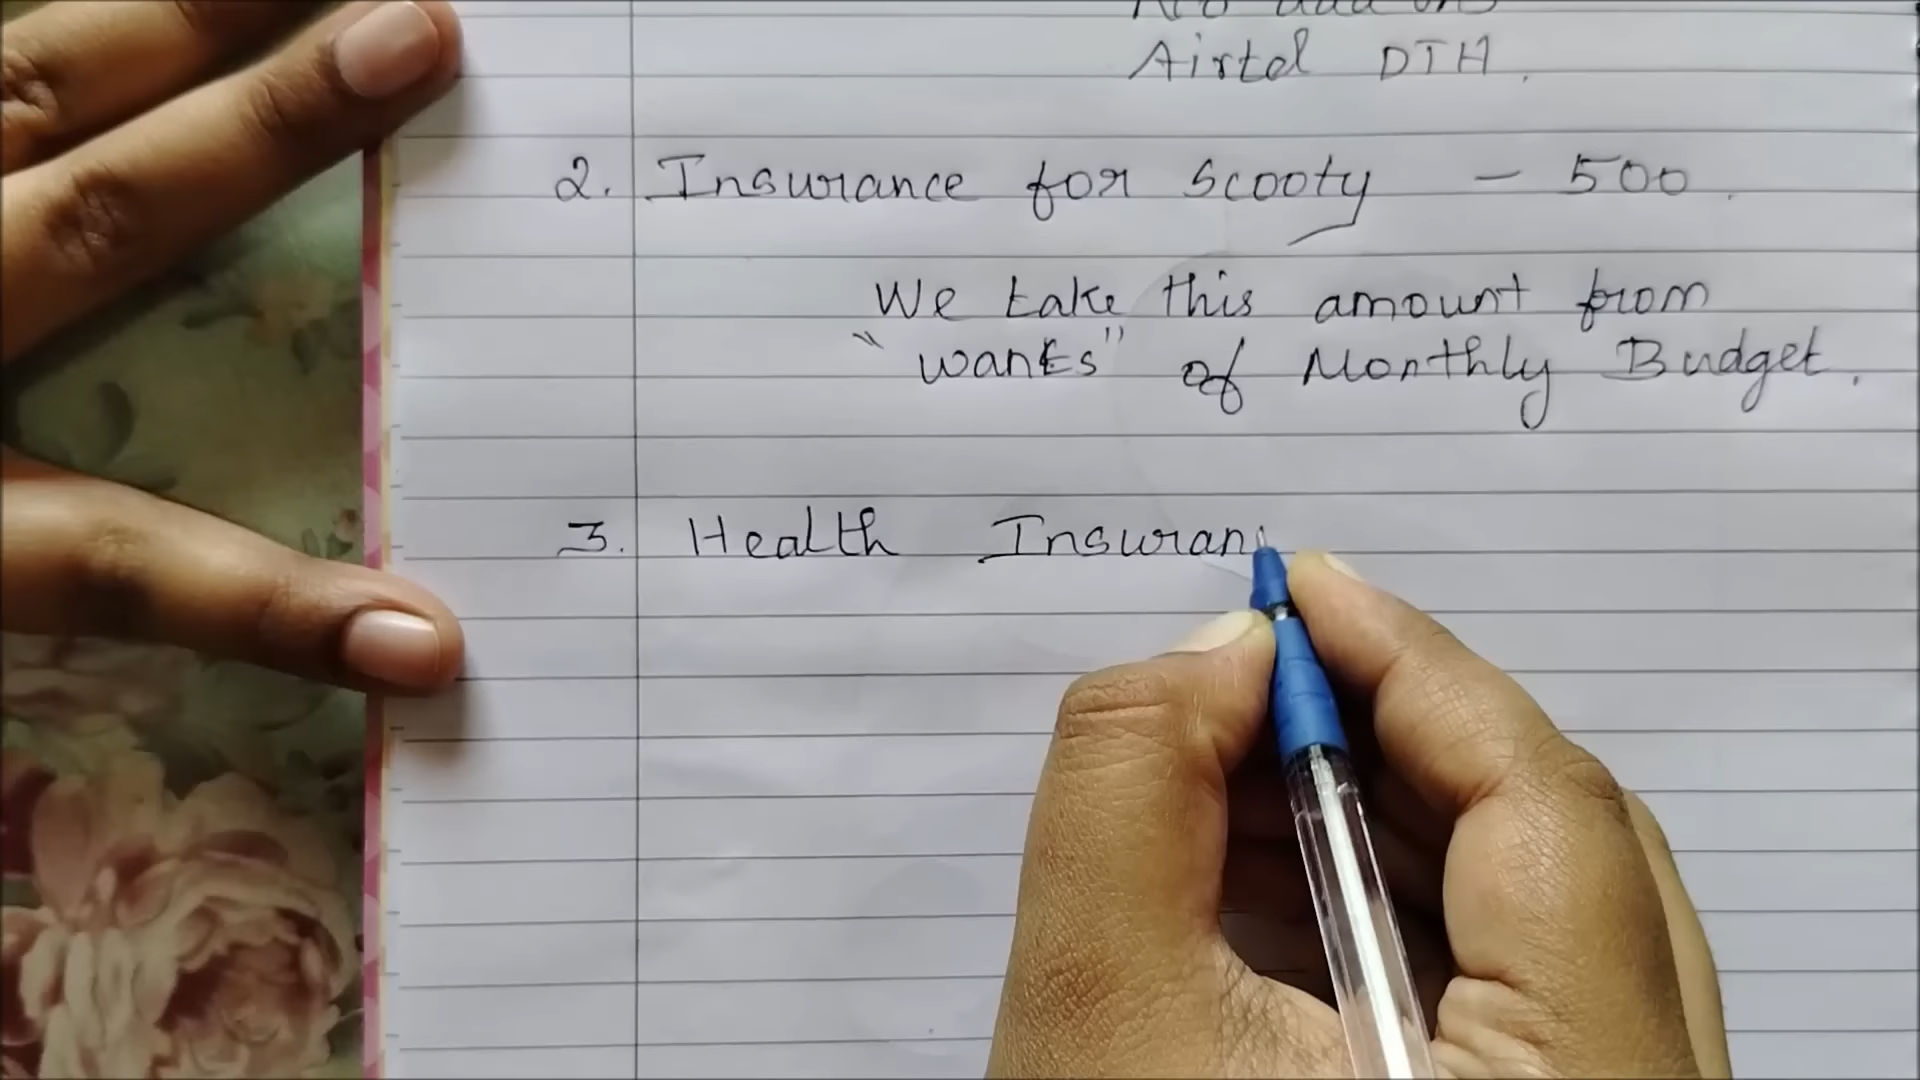 Airtel DTH.
2. Insurance for Scooty - 500.
We take this amount from
"wants" of Monthly Budget.
3. Health Insuran